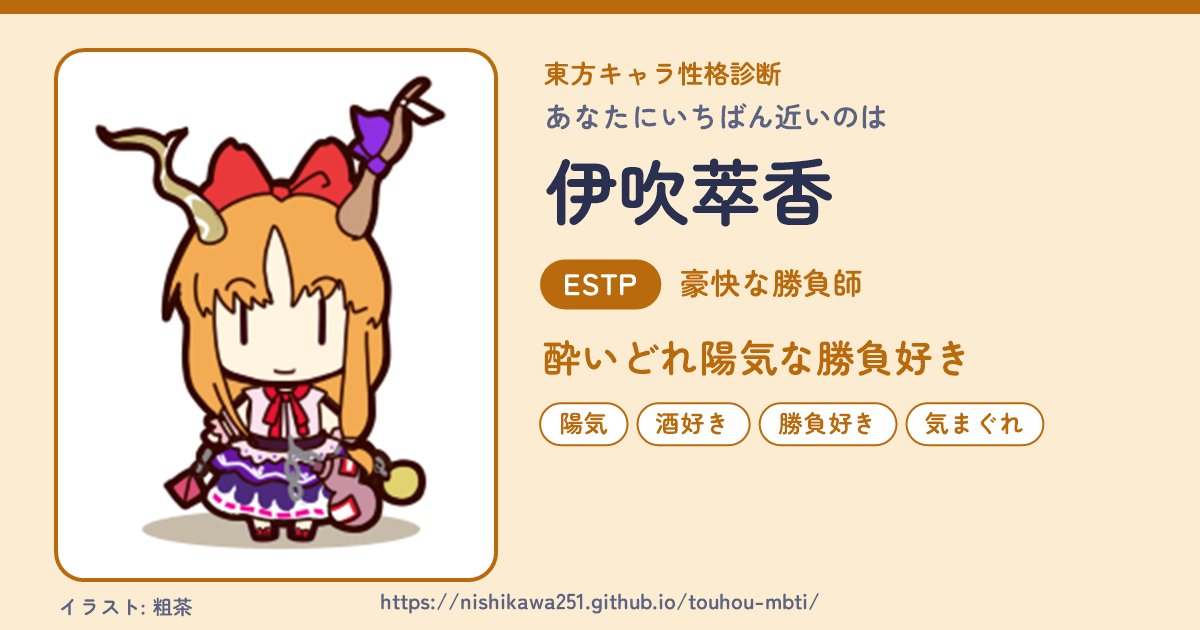 東方キャラ性格診断
あなたにいちばん近いのは
伊吹萃香
ESTP 豪快な勝負師
酔いどれ陽気な勝負好き
陽気 酒好き 勝負好き 気まぐれ
イラスト: 粗茶
https://nishikawa251.github.io/touhou-mbti/